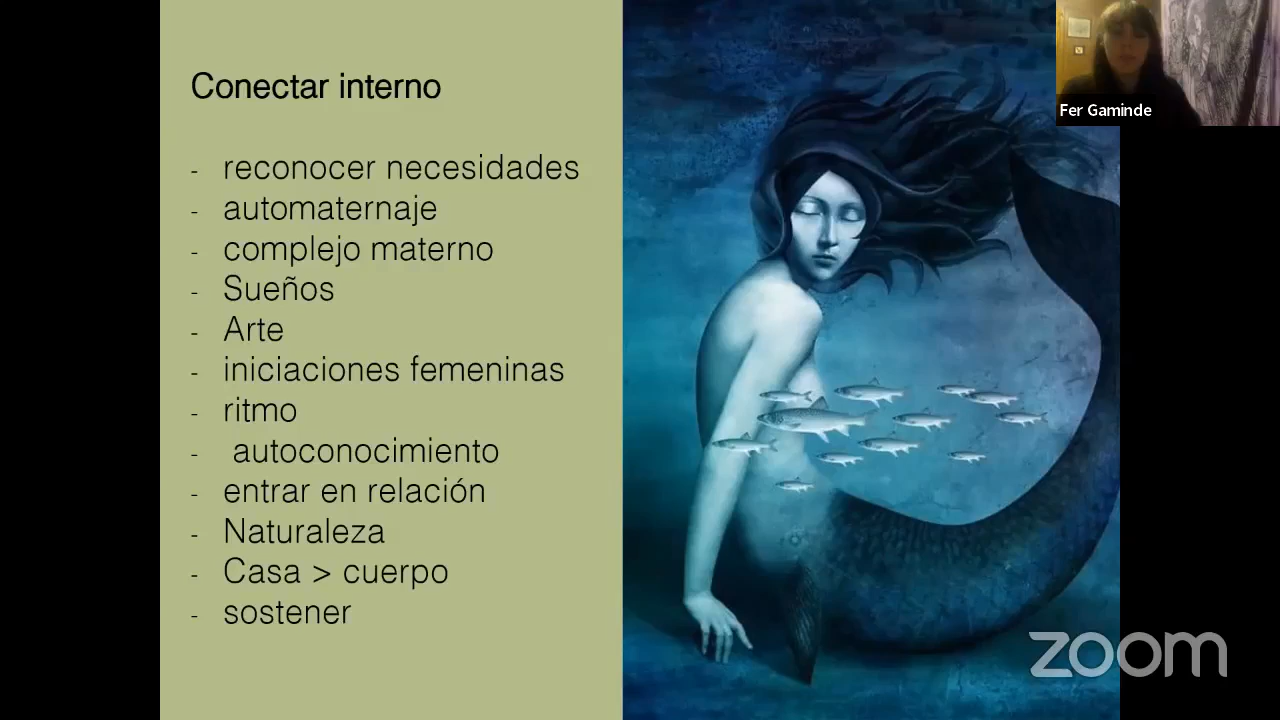 Conectar interno
- reconocer necesidades
- automaternaje
- complejo materno
- Sueños
- Arte
- iniciaciones femeninas
- ritmo
- autoconocimiento
- entrar en relación
- Naturaleza
- Casa > cuerpo
- sostener
Fer Gaminde
zoom